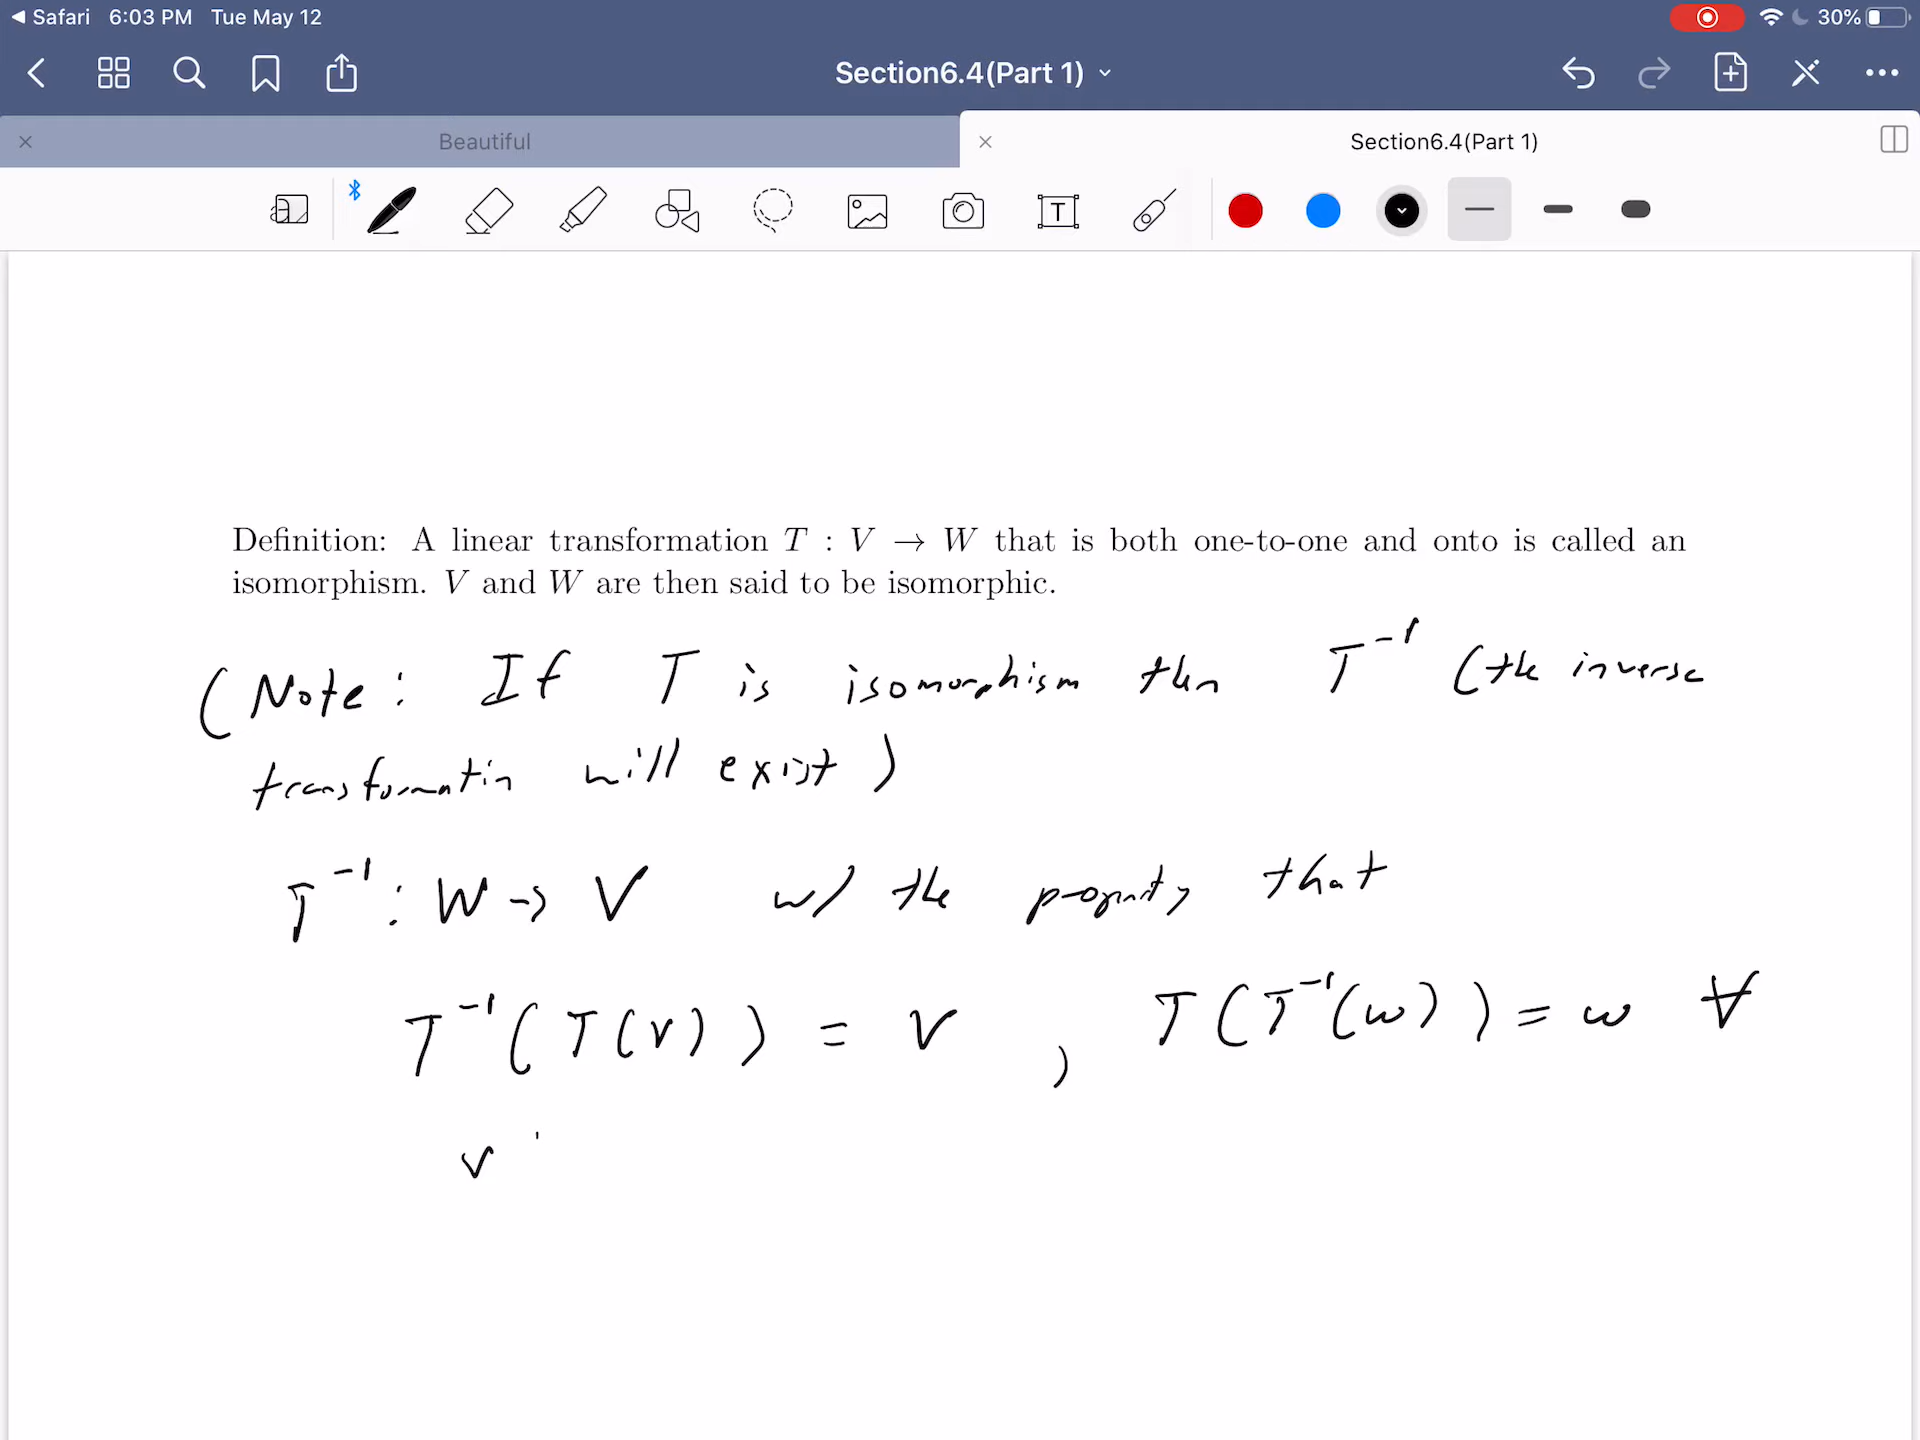 Safari 6:03 PM Tue May 12 30%
Section6.4(Part 1)
Beautiful Section6.4(Part 1)
Definition: A linear transformation T : V → W that is both one-to-one and onto is called an
isomorphism. V and W are then said to be isomorphic.
(Note: If T is isomorphism then T⁻¹ (the inverse
transformatin will exist)
T⁻¹: W → V w/ the property that
T⁻¹(T(v)) = v , T(T⁻¹(w)) = w ∀
v